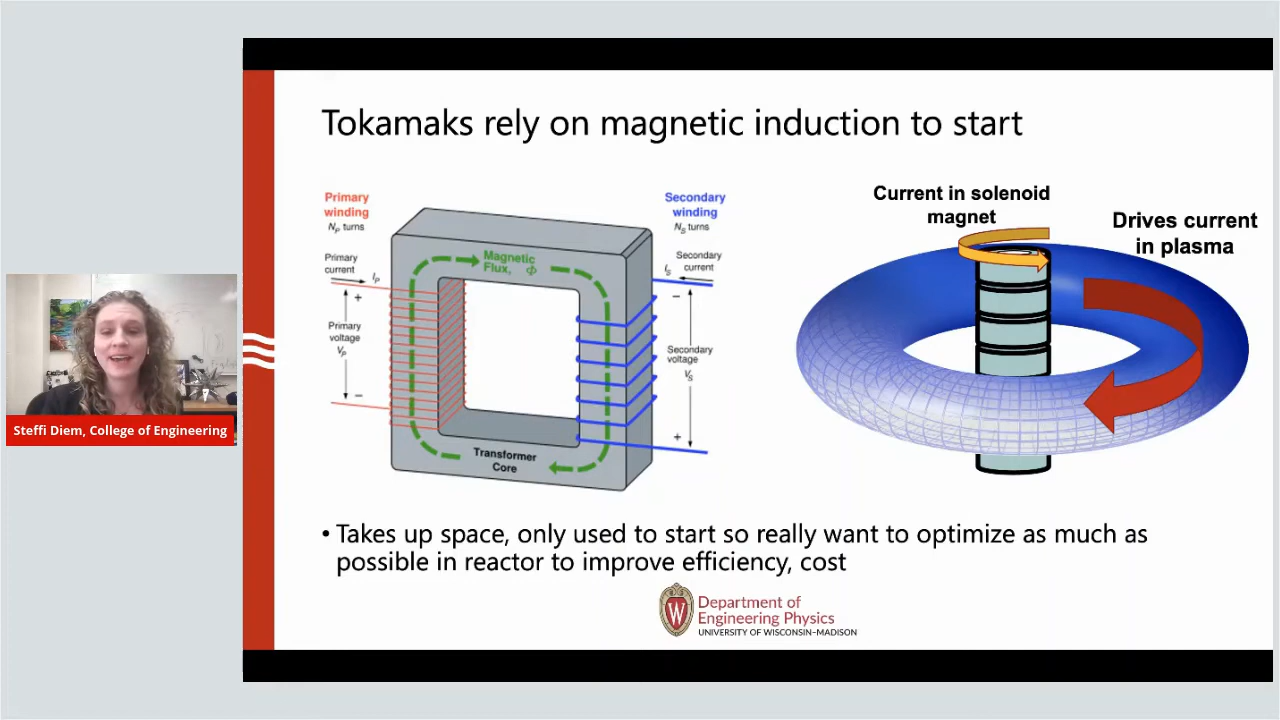 Tokamaks rely on magnetic induction to start
Primary
winding
Nₚ turns
Primary
current
Iₚ
+
Primary
voltage
Vₚ
−
Magnetic
Flux, Φ
Transformer
Core
Secondary
winding
Nₛ turns
Secondary
current
Iₛ
−
Secondary
voltage
Vₛ
+
Current in solenoid
magnet
Drives current
in plasma
Steffi Diem, College of Engineering
• Takes up space, only used to start so really want to optimize as much as
possible in reactor to improve efficiency, cost
W
Department of
Engineering Physics
UNIVERSITY OF WISCONSIN–MADISON